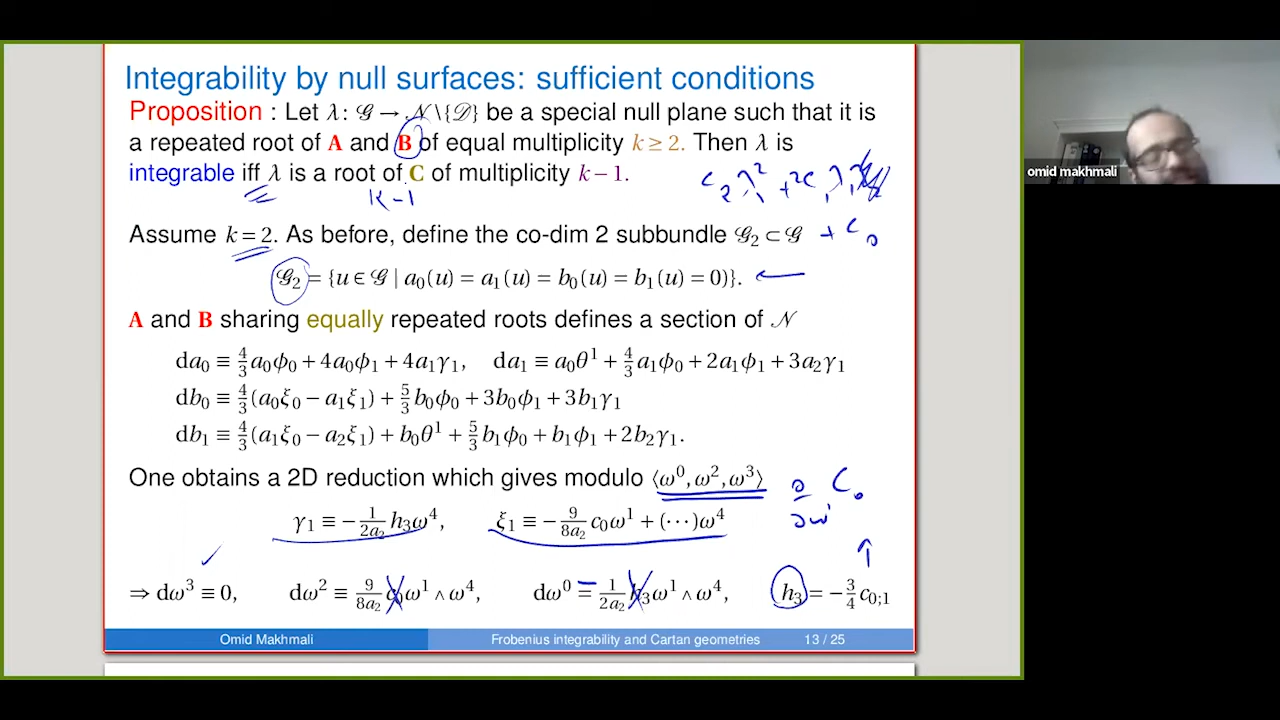 Integrability by null surfaces: sufficient conditions
Proposition : Let λ: 𝒢 → 𝒩\{𝒟} be a special null plane such that it is
a repeated root of A and B of equal multiplicity k ≥ 2. Then λ is
integrable iff λ is a root of C of multiplicity k − 1.
K-1
Assume k = 2. As before, define the co-dim 2 subbundle 𝒢₂ ⊂ 𝒢
+ C₀
𝒢₂ = {u ∈ 𝒢 | a₀(u) = a₁(u) = b₀(u) = b₁(u) = 0)}.
A and B sharing equally repeated roots defines a section of 𝒩
da₀ ≡ 4/3 a₀ϕ₀ + 4a₀ϕ₁ + 4a₁γ₁, da₁ ≡ a₀θ¹ + 4/3 a₁ϕ₀ + 2a₁ϕ₁ + 3a₂γ₁
db₀ ≡ 4/3 (a₀ξ₀ − a₁ξ₁) + 5/3 b₀ϕ₀ + 3b₀ϕ₁ + 3b₁γ₁
db₁ ≡ 4/3 (a₁ξ₀ − a₂ξ₁) + b₀θ¹ + 5/3 b₁ϕ₀ + b₁ϕ₁ + 2b₂γ₁.
One obtains a 2D reduction which gives modulo ⟨ω⁰, ω², ω³⟩
C₀
γ₁ ≡ −1/(2a₂) h₃ω⁴, ξ₁ ≡ −9/(8a₂) c₀ω¹ + (⋯)ω⁴
⇒ dω³ ≡ 0, dω² ≡ 9/(8a₂) c₀ω¹ ∧ ω⁴, dω⁰ = 1/(2a₂) h₃ω¹ ∧ ω⁴, h₃ = −3/4 c₀;₁
Omid Makhmali Frobenius integrability and Cartan geometries 13 / 25
omid makhmali